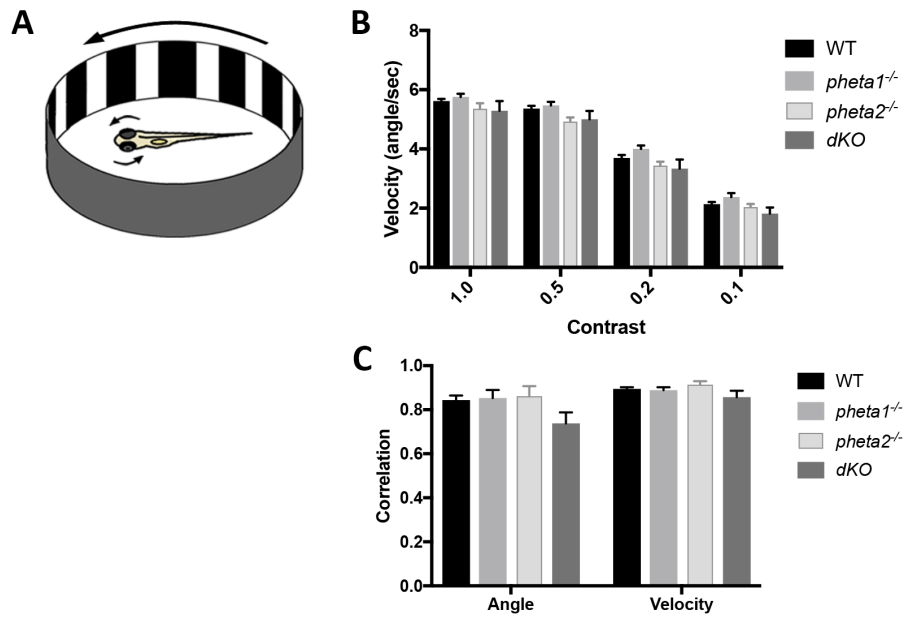 A
B
Velocity (angle/sec)
8
6
4
2
0
1.0
0.5
0.2
0.1
Contrast
WT
pheta1-/-
pheta2-/-
dKO
C
Correlation
1.0
0.8
0.6
0.4
0.2
0.0
Angle
Velocity
WT
pheta1-/-
pheta2-/-
dKO